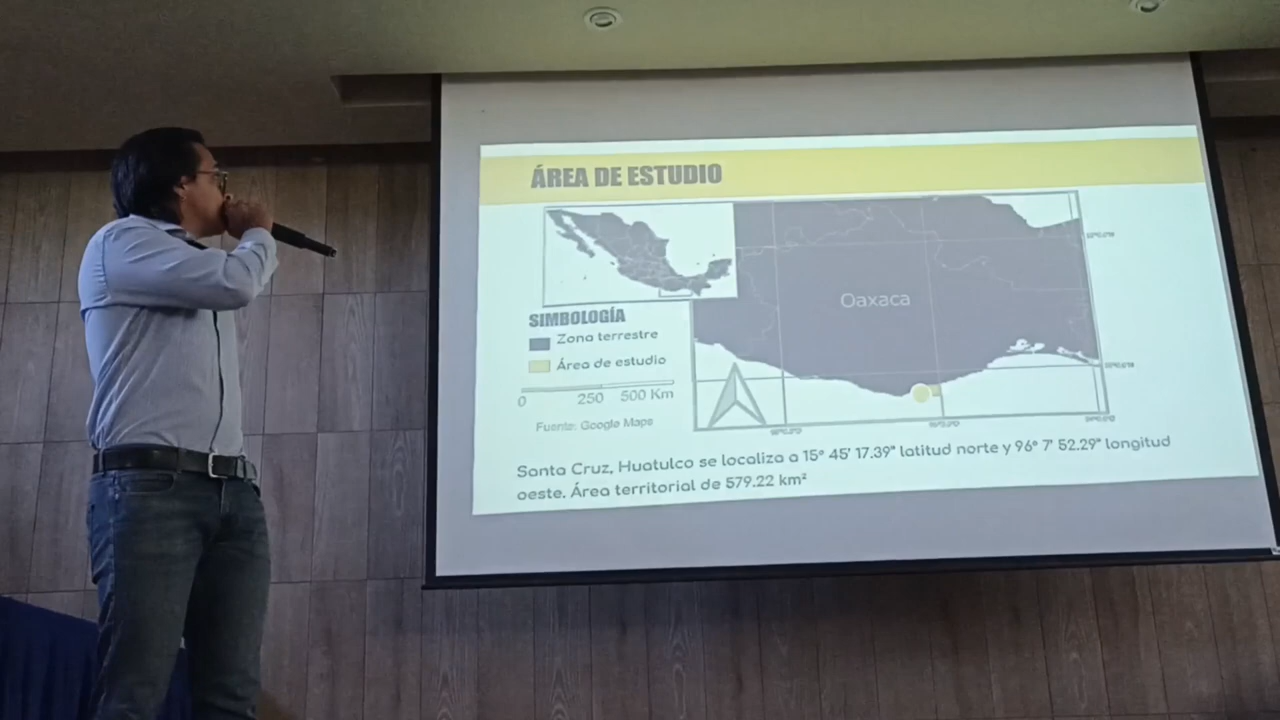 ÁREA DE ESTUDIO
Oaxaca
SIMBOLOGÍA
Zona terrestre
Área de estudio
0 250 500 Km
Fuente: Google Maps
Santa Cruz, Huatulco se localiza a 15° 45' 17.39" latitud norte y 96° 7' 52.29" longitud
oeste. Área territorial de 579.22 km²